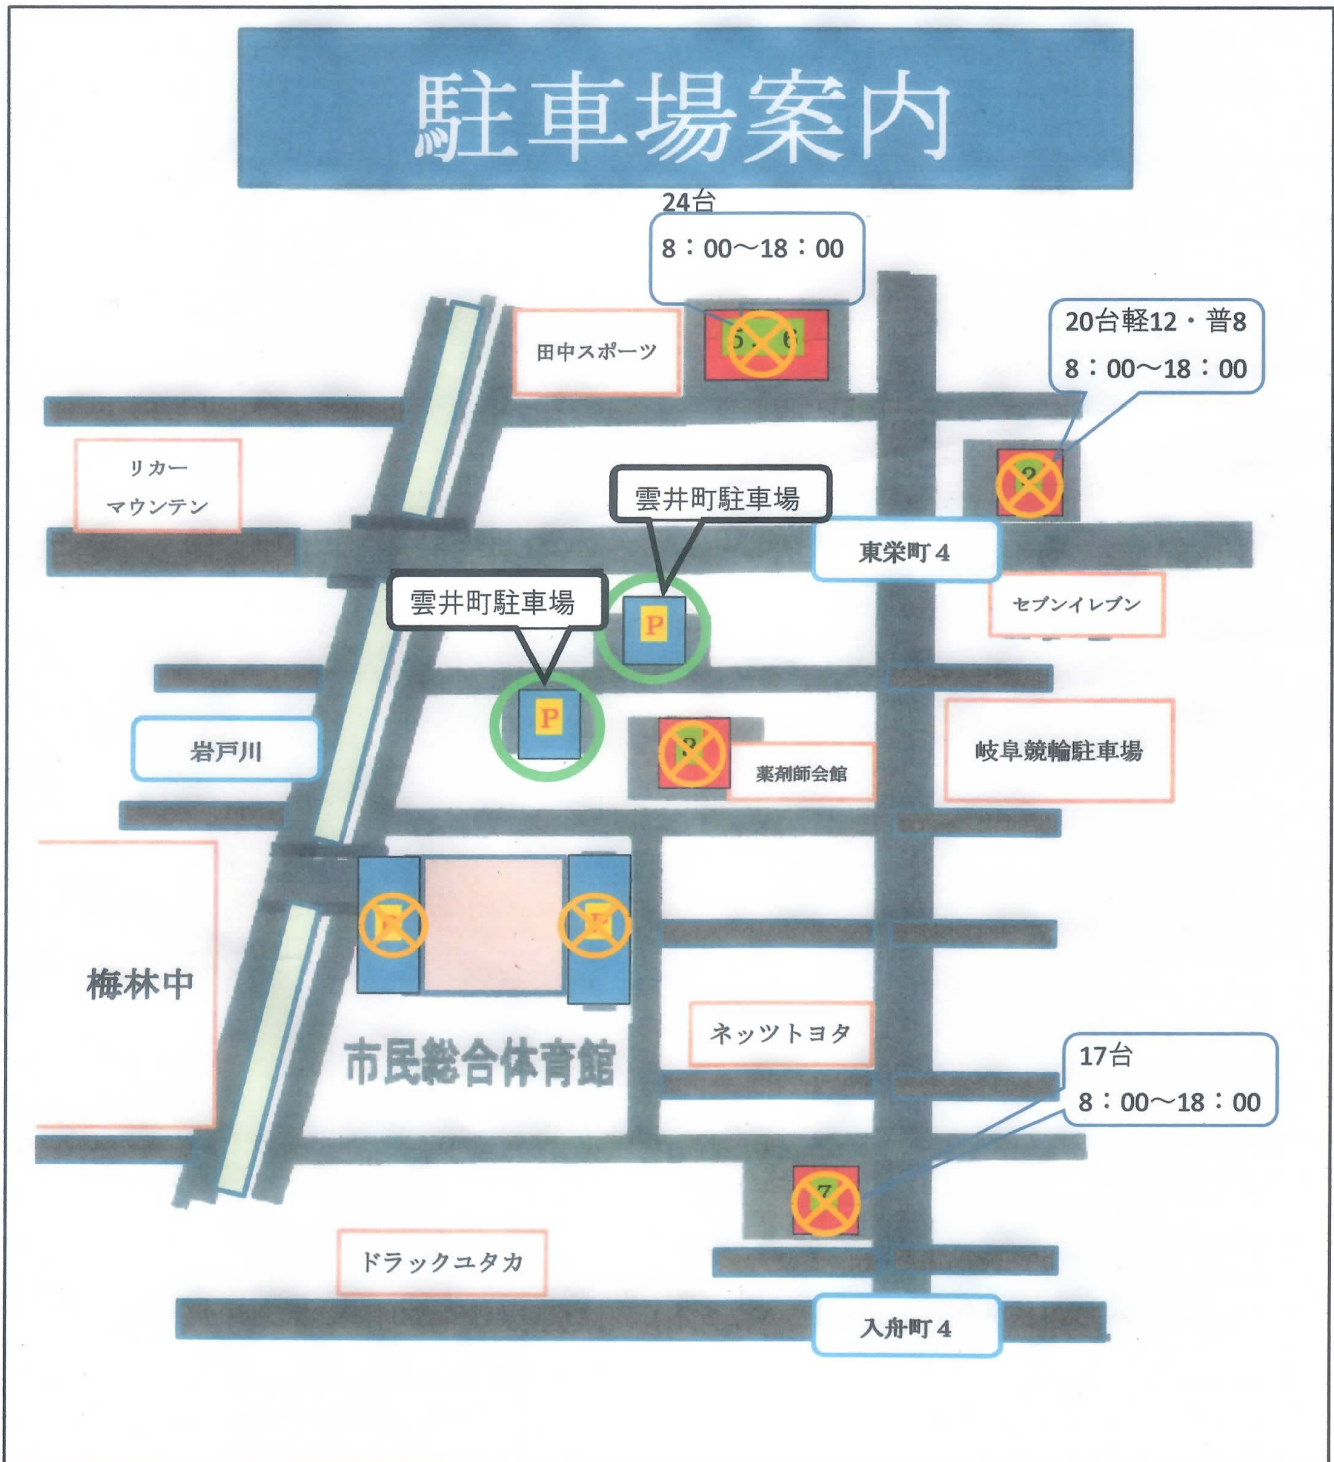 駐車場案内
24台
8：00～18：00
20台軽12・普8
8：00～18：00
田中スポーツ
5．6
リカー
マウンテン
2
雲井町駐車場
東栄町４
セブンイレブン
雲井町駐車場
P
P
岩戸川
薬剤師会館
岐阜競輪駐車場
梅林中
市民総合体育館
ネッツトヨタ
17台
8：00～18：00
7
ドラックユタカ
入舟町４